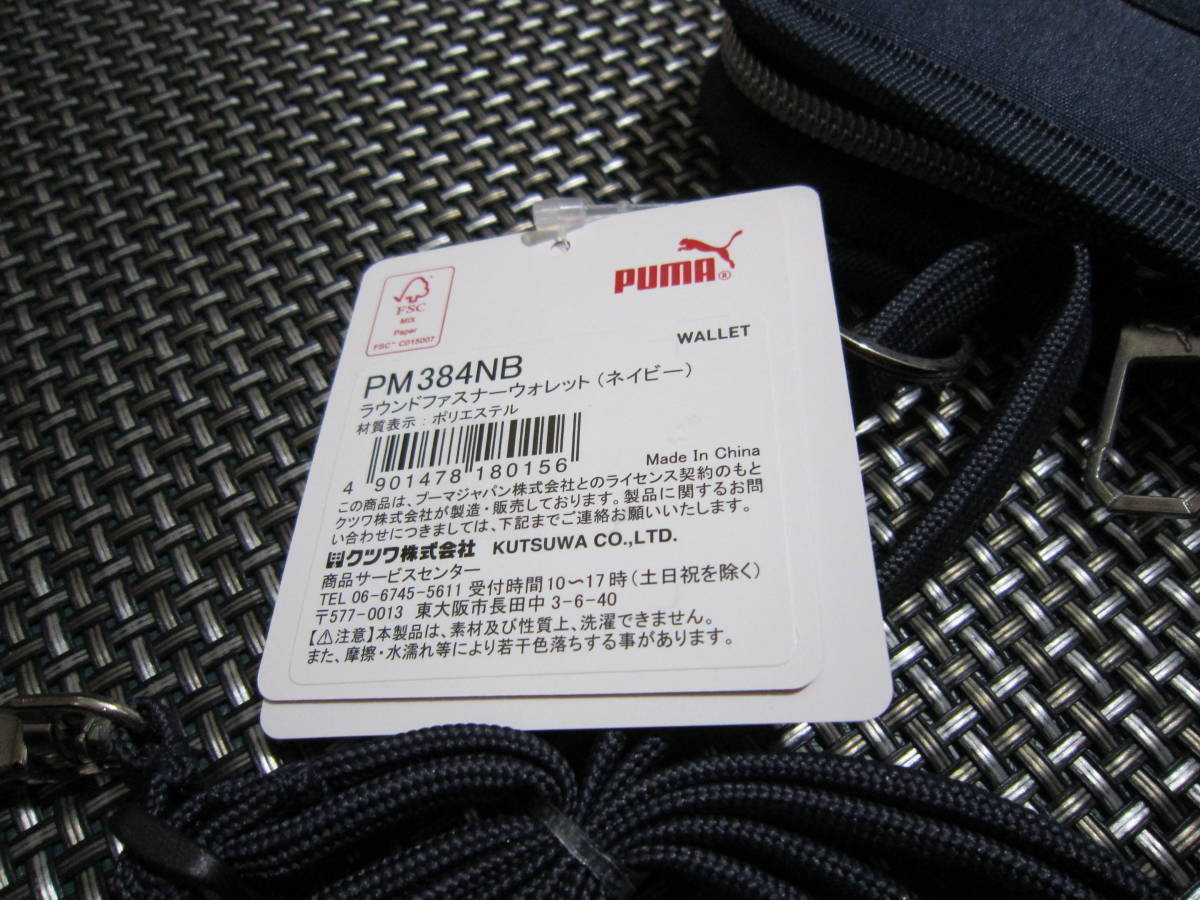 PUMA®
FSC
MIX
Paper
FSC™ C015007
WALLET
PM384NB
ラウンドファスナーウォレット(ネイビー)
材質表示:ポリエステル
4 901478 180156
Made In China
この商品は、プーマジャパン株式会社とのライセンス契約のもと
クツワ株式会社が製造・販売しております。製品に関するお問
い合わせにつきましては、下記までご連絡お願いいたします。
クツワ株式会社 KUTSUWA CO.,LTD.
商品サービスセンター
TEL 06-6745-5611 受付時間10〜17時(土日祝を除く)
〒577-0013 東大阪市長田中 3-6-40
【⚠注意】本製品は、素材及び性質上、洗濯できません。
また、摩擦・水濡れ等により若干色落ちする事があります。